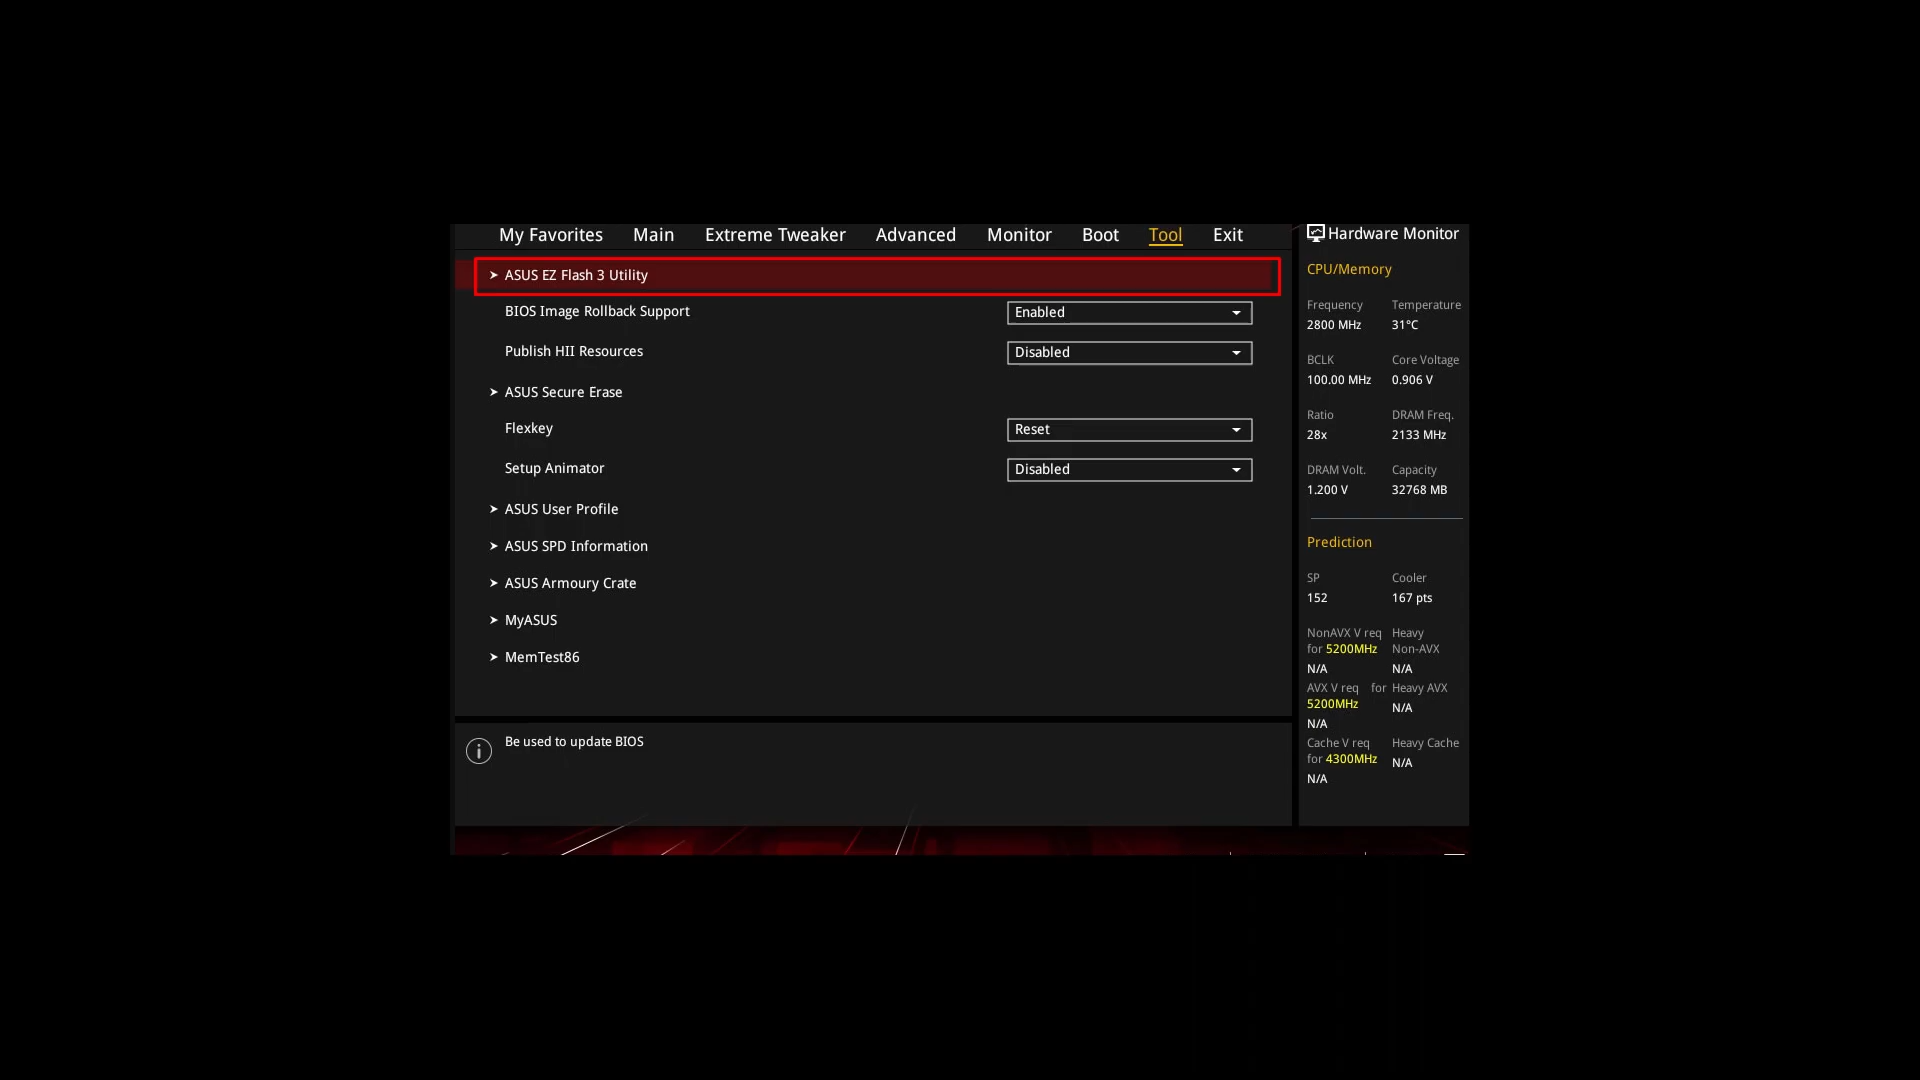 My Favorites Main Extreme Tweaker Advanced Monitor Boot Tool Exit
ASUS EZ Flash 3 Utility
BIOS Image Rollback Support Enabled
Publish HII Resources Disabled
ASUS Secure Erase
Flexkey Reset
Setup Animator Disabled
ASUS User Profile
ASUS SPD Information
ASUS Armoury Crate
MyASUS
MemTest86
Be used to update BIOS
Hardware Monitor
CPU/Memory
Frequency Temperature
2800 MHz 31°C
BCLK Core Voltage
100.00 MHz 0.906 V
Ratio DRAM Freq.
28x 2133 MHz
DRAM Volt. Capacity
1.200 V 32768 MB
Prediction
SP Cooler
152 167 pts
NonAVX V req Heavy
for 5200MHz Non-AVX
N/A N/A
AVX V req for Heavy AVX
5200MHz N/A
N/A
Cache V req Heavy Cache
for 4300MHz N/A
N/A